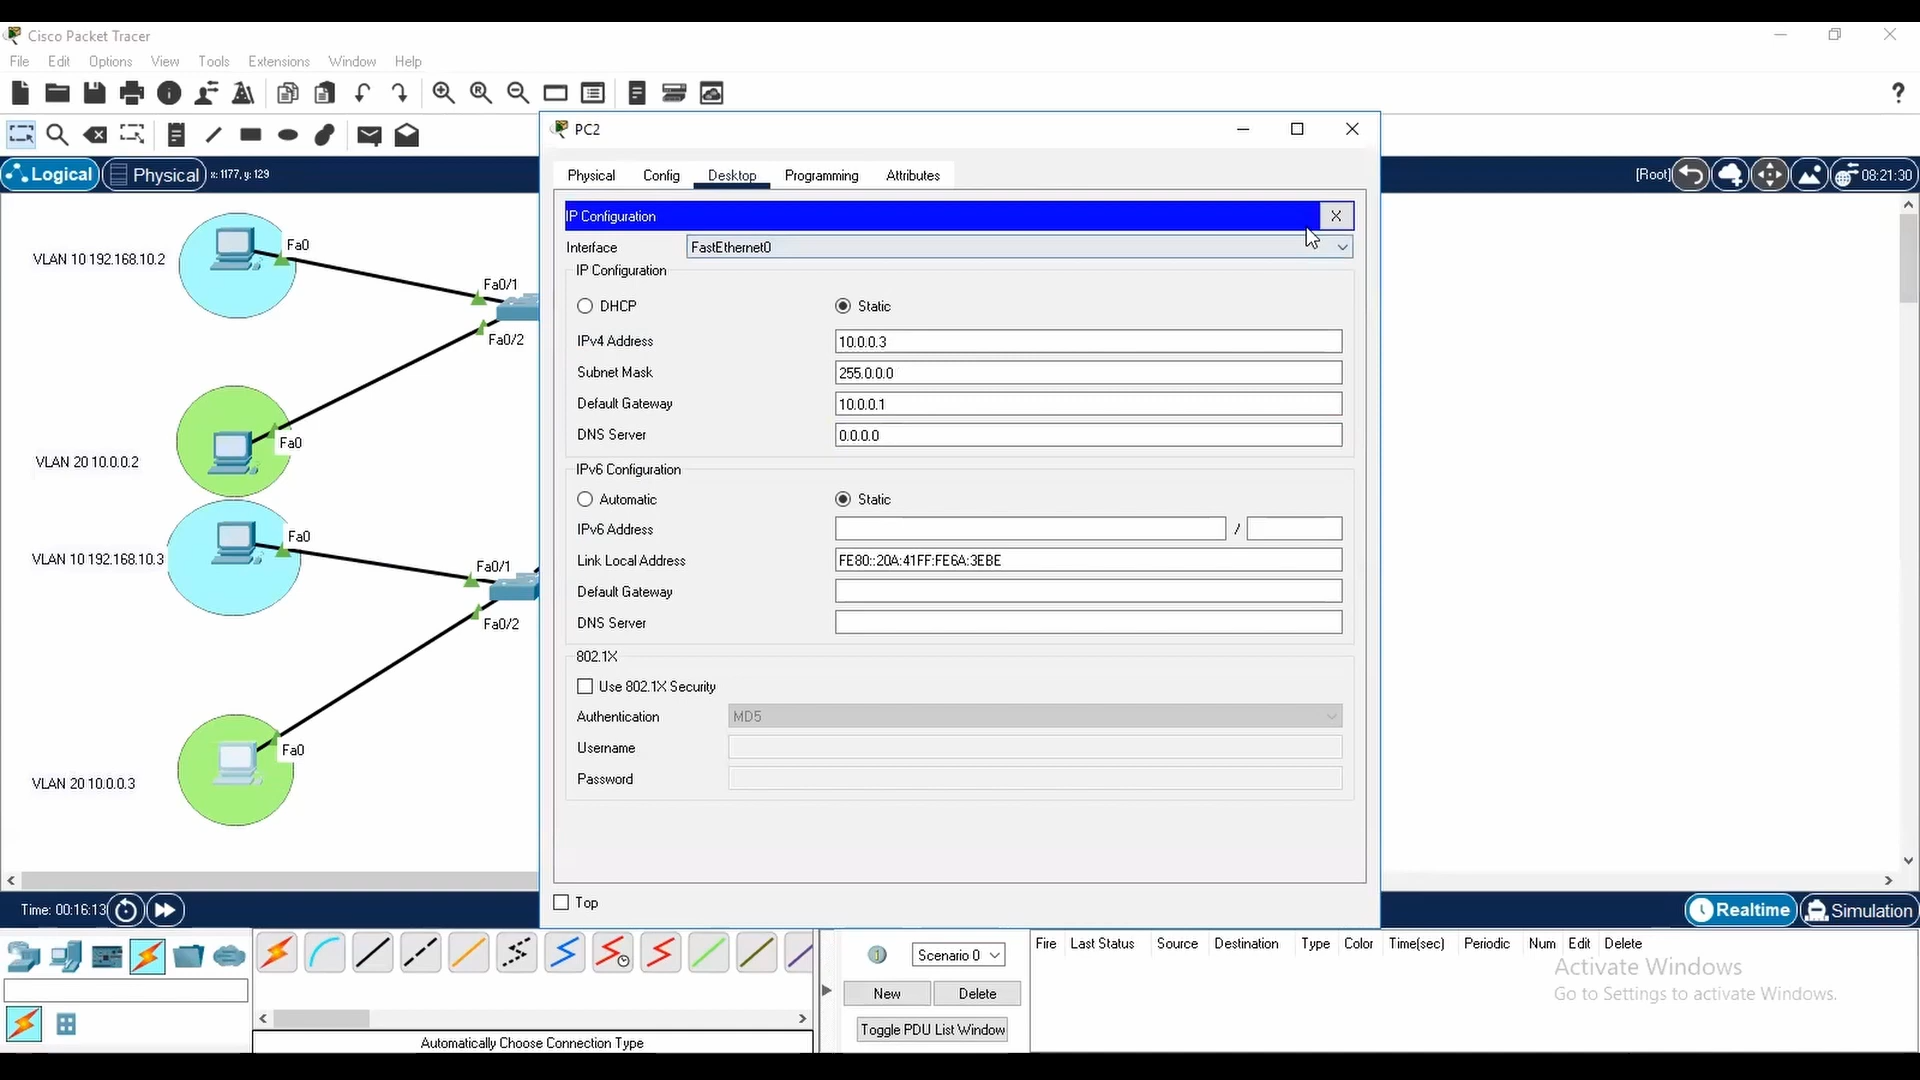 Cisco Packet Tracer
File Edit Options View Tools Extensions Window Help
?
PC2
Logical Physical x: 1177, y: 129
[Root] 08:21:30
Physical Config Desktop Programming Attributes
IP Configuration X
Interface FastEthernet0
IP Configuration
DHCP Static
IPv4 Address 10.0.0.3
Subnet Mask 255.0.0.0
Default Gateway 10.0.0.1
DNS Server 0.0.0.0
IPv6 Configuration
Automatic Static
IPv6 Address /
Link Local Address FE80::20A:41FF:FE6A:3EBE
Default Gateway
DNS Server
802.1X
Use 802.1X Security
Authentication MD5
Username
Password
Top
VLAN 10 192.168.10.2
Fa0
Fa0/1
Fa0/2
Fa0
VLAN 20 10.0.0.2
Fa0
VLAN 10 192.168.10.3
Fa0/1
Fa0/2
Fa0
VLAN 20 10.0.0.3
Time: 00:16:13
Realtime Simulation
Scenario 0
New Delete
Toggle PDU List Window
Fire Last Status Source Destination Type Color Time(sec) Periodic Num Edit Delete
Activate Windows
Go to Settings to activate Windows.
Automatically Choose Connection Type